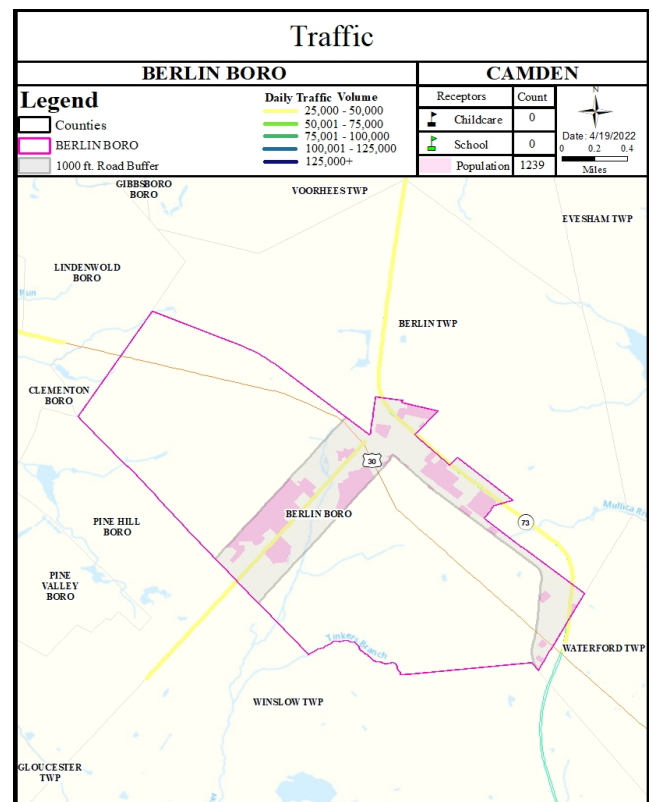 Traffic
BERLIN BORO
CAMDEN
Legend
Counties
BERLIN BORO
1000 ft. Road Buffer
Daily Traffic Volume
25,000 - 50,000
50,001 - 75,000
75,001 - 100,000
100,001 - 125,000
125,000+
Receptors Count
Childcare 0
School 0
Population 1239
N
Date: 4/19/2022
0 0.2 0.4
Miles
GIBBSBORO
BORO
VOORHEES TWP
EVESHAM TWP
LINDENWOLD
BORO
Run
BERLIN TWP
CLEMENTON
BORO
30
BERLIN BORO
Mullica Ri
73
PINE HILL
BORO
PINE
VALLEY
BORO
Tinkers Branch
WATERFORD TWP
WINSLOW TWP
GLOUCESTER
TWP